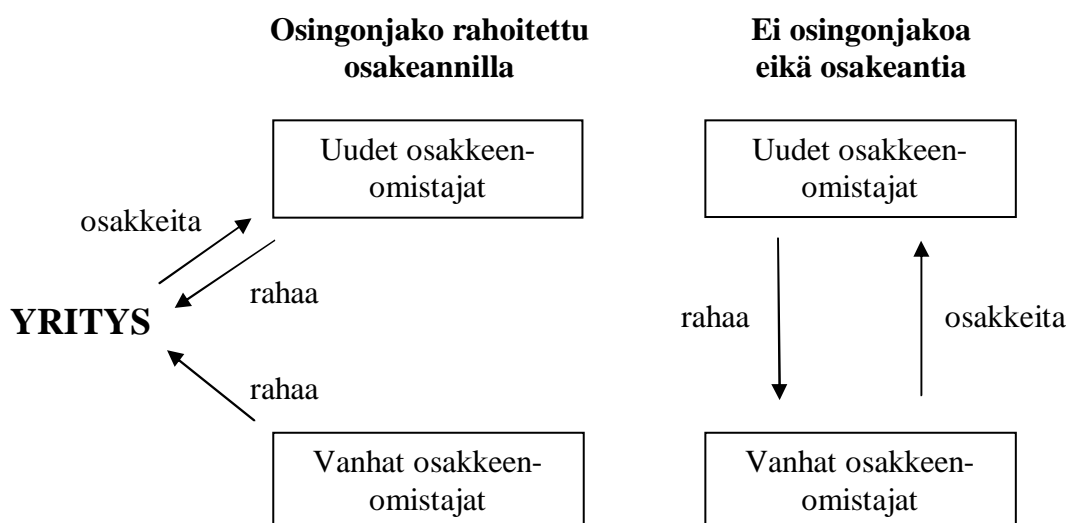 Osingonjako rahoitettu
osakeannilla
Ei osingonjakoa
eikä osakeantia
Uudet osakkeen-
omistajat
Uudet osakkeen-
omistajat
osakkeita
rahaa
YRITYS
rahaa
osakkeita
rahaa
Vanhat osakkeen-
omistajat
Vanhat osakkeen-
omistajat